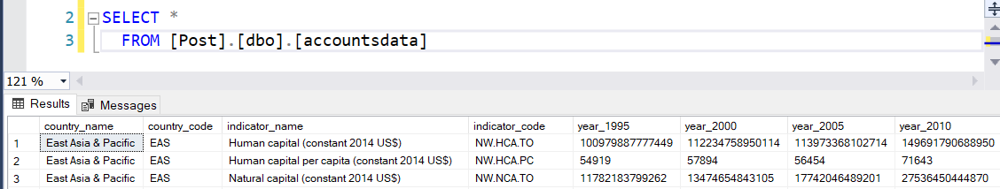 2 SELECT *
3 FROM [Post].[dbo].[accountsdata]
121 %
Results Messages
country_name country_code indicator_name indicator_code year_1995 year_2000 year_2005 year_2010
1 East Asia & Pacific EAS Human capital (constant 2014 US$) NW.HCA.TO 100979887777449 112234758950114 113973368102714 149691790688950
2 East Asia & Pacific EAS Human capital per capita (constant 2014 US$) NW.HCA.PC 54919 57894 56454 71643
3 East Asia & Pacific EAS Natural capital (constant 2014 US$) NW.NCA.TO 11782183799262 13474654843105 17742046489201 27536450444870